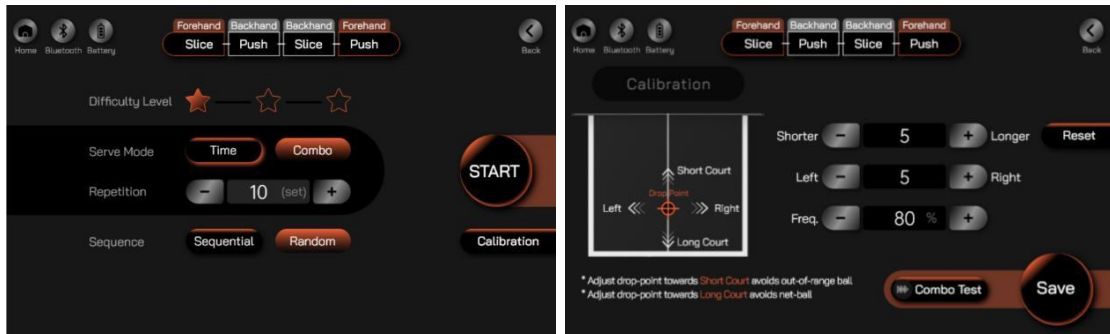 Forehand Backhand Backhand Forehand
Slice Push Slice Push
Home Bluetooth Battery
Back
Difficulty Level
Serve Mode Time Combo
Repetition - 10 (set) +
START
Sequence Sequential Random
Calibration
Forehand Backhand Backhand Forehand
Slice Push Slice Push
Home Bluetooth Battery
Back
Calibration
Shorter - 5 + Longer Reset
Short Court
Left - 5 + Right
Drop Point
Left Right
Freq. - 80 % +
Long Court
* Adjust drop-point towards Short Court avoids out-of-range ball
* Adjust drop-point towards Long Court avoids net-ball
Combo Test
Save